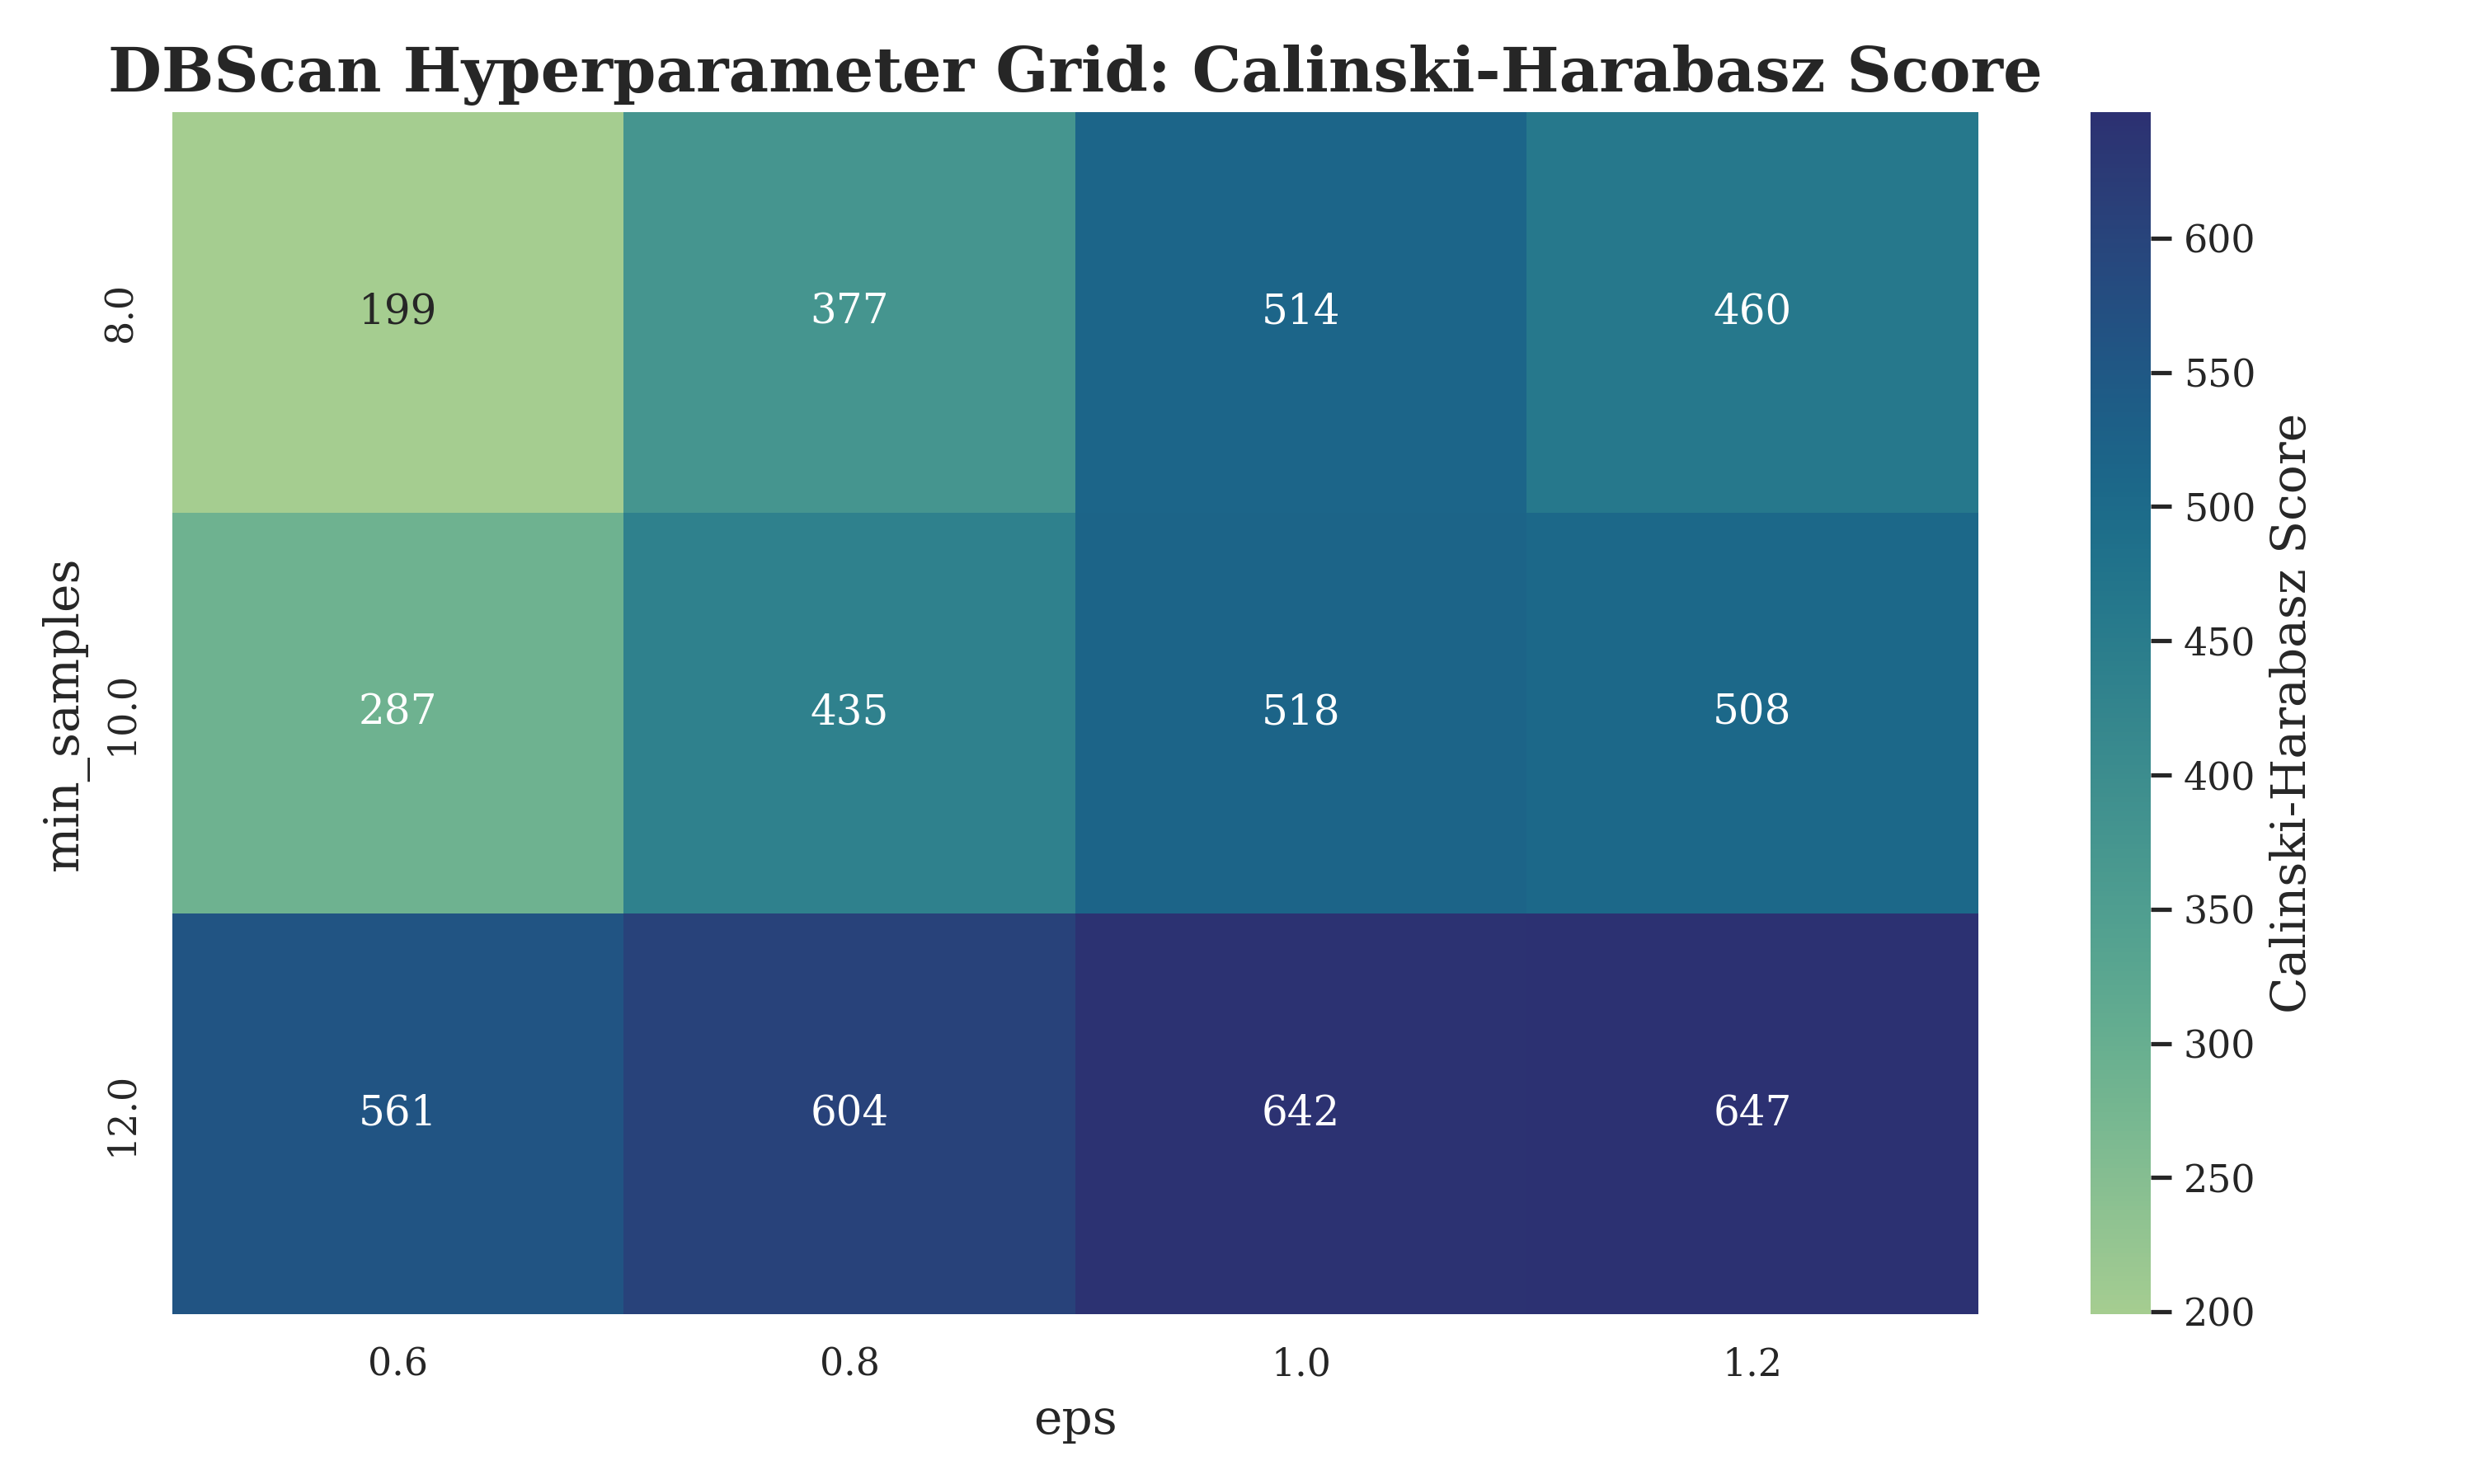 DBScan Hyperparameter Grid: Calinski-Harabasz Score
min_samples
8.0
199 377 514 460
10.0
287 435 518 508
12.0
561 604 642 647
0.6 0.8 1.0 1.2
eps
600
550
500
450
400
350
300
250
200
Calinski-Harabasz Score